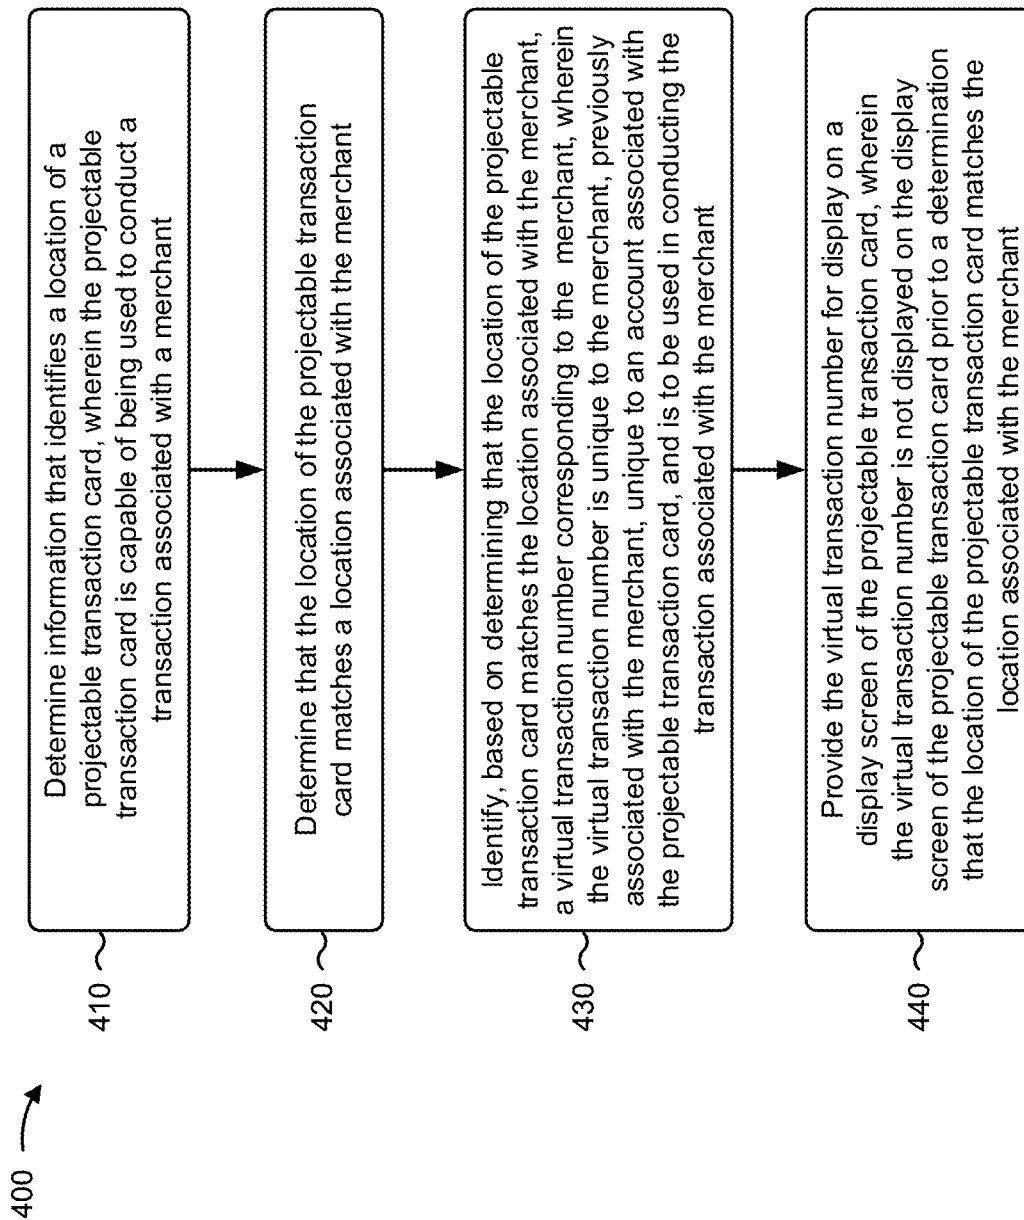 400
410
Determine information that identifies a location of a
projectable transaction card, wherein the projectable
transaction card is capable of being used to conduct a
transaction associated with a merchant
420
Determine that the location of the projectable transaction
card matches a location associated with the merchant
430
Identify, based on determining that the location of the projectable
transaction card matches the location associated with the merchant,
a virtual transaction number corresponding to the merchant, wherein
the virtual transaction number is unique to the merchant, previously
associated with the merchant, unique to an account associated with
the projectable transaction card, and is to be used in conducting the
transaction associated with the merchant
440
Provide the virtual transaction number for display on a
display screen of the projectable transaction card, wherein
the virtual transaction number is not displayed on the display
screen of the projectable transaction card prior to a determination
that the location of the projectable transaction card matches the
location associated with the merchant